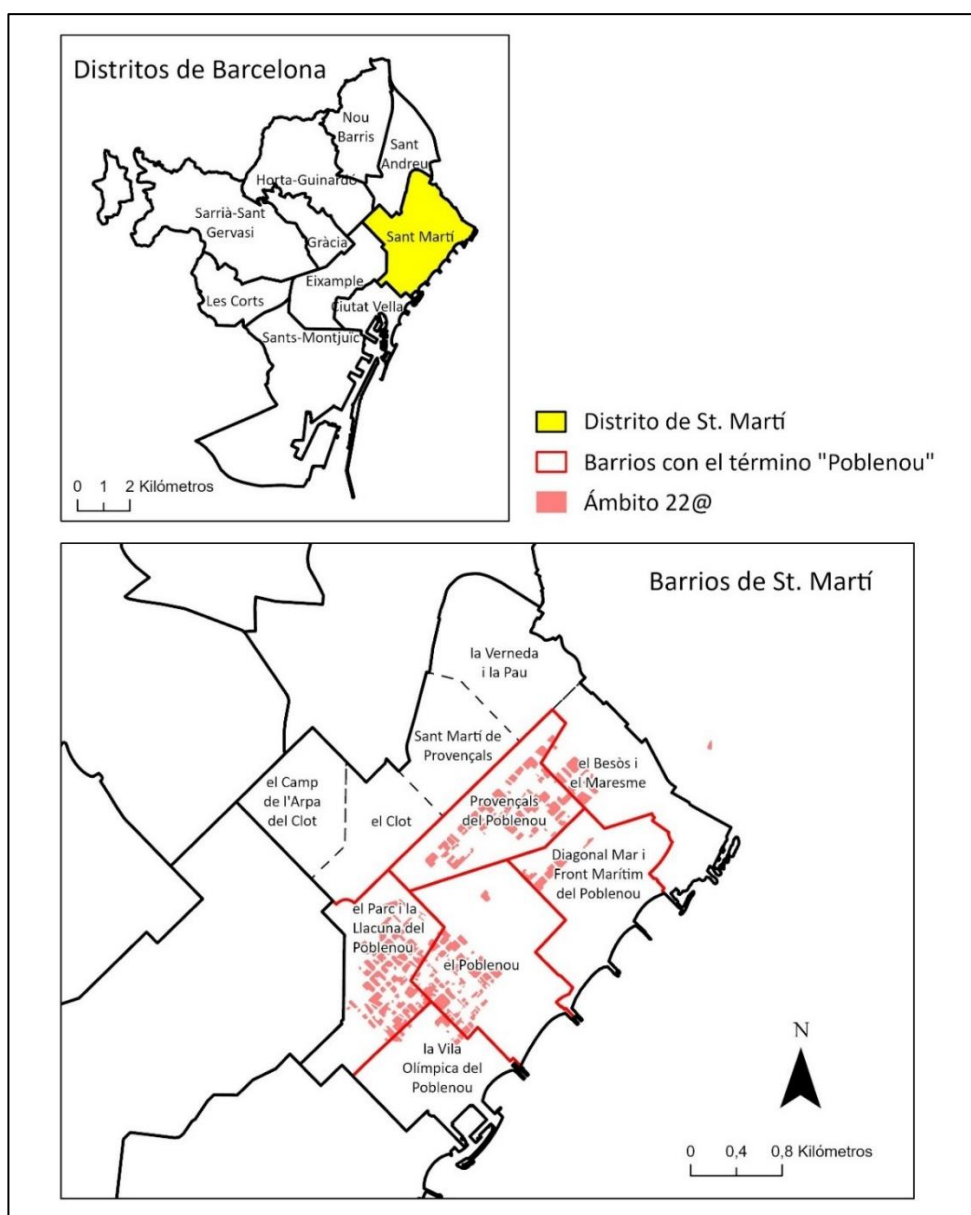 Distritos de Barcelona
Nou
Barris
Sant
Andreu
Horta-Guinardó
Sarrià-Sant
Gervasi
Gràcia
Sant Martí
Eixample
Les Corts
Ciutat Vella
Sants-Montjuïc
0 1 2 Kilómetros
Distrito de St. Martí
Barrios con el término "Poblenou"
Ámbito 22@
Barrios de St. Martí
la Verneda
i la Pau
Sant Martí de
Provençals
el Besòs i
el Maresme
el Camp
de l'Arpa
del Clot
el Clot
Provençals
del Poblenou
Diagonal Mar i
Front Marítim
del Poblenou
el Parc i la
Llacuna del
Poblenou
el Poblenou
la Vila
Olímpica del
Poblenou
N
0 0,4 0,8 Kilómetros